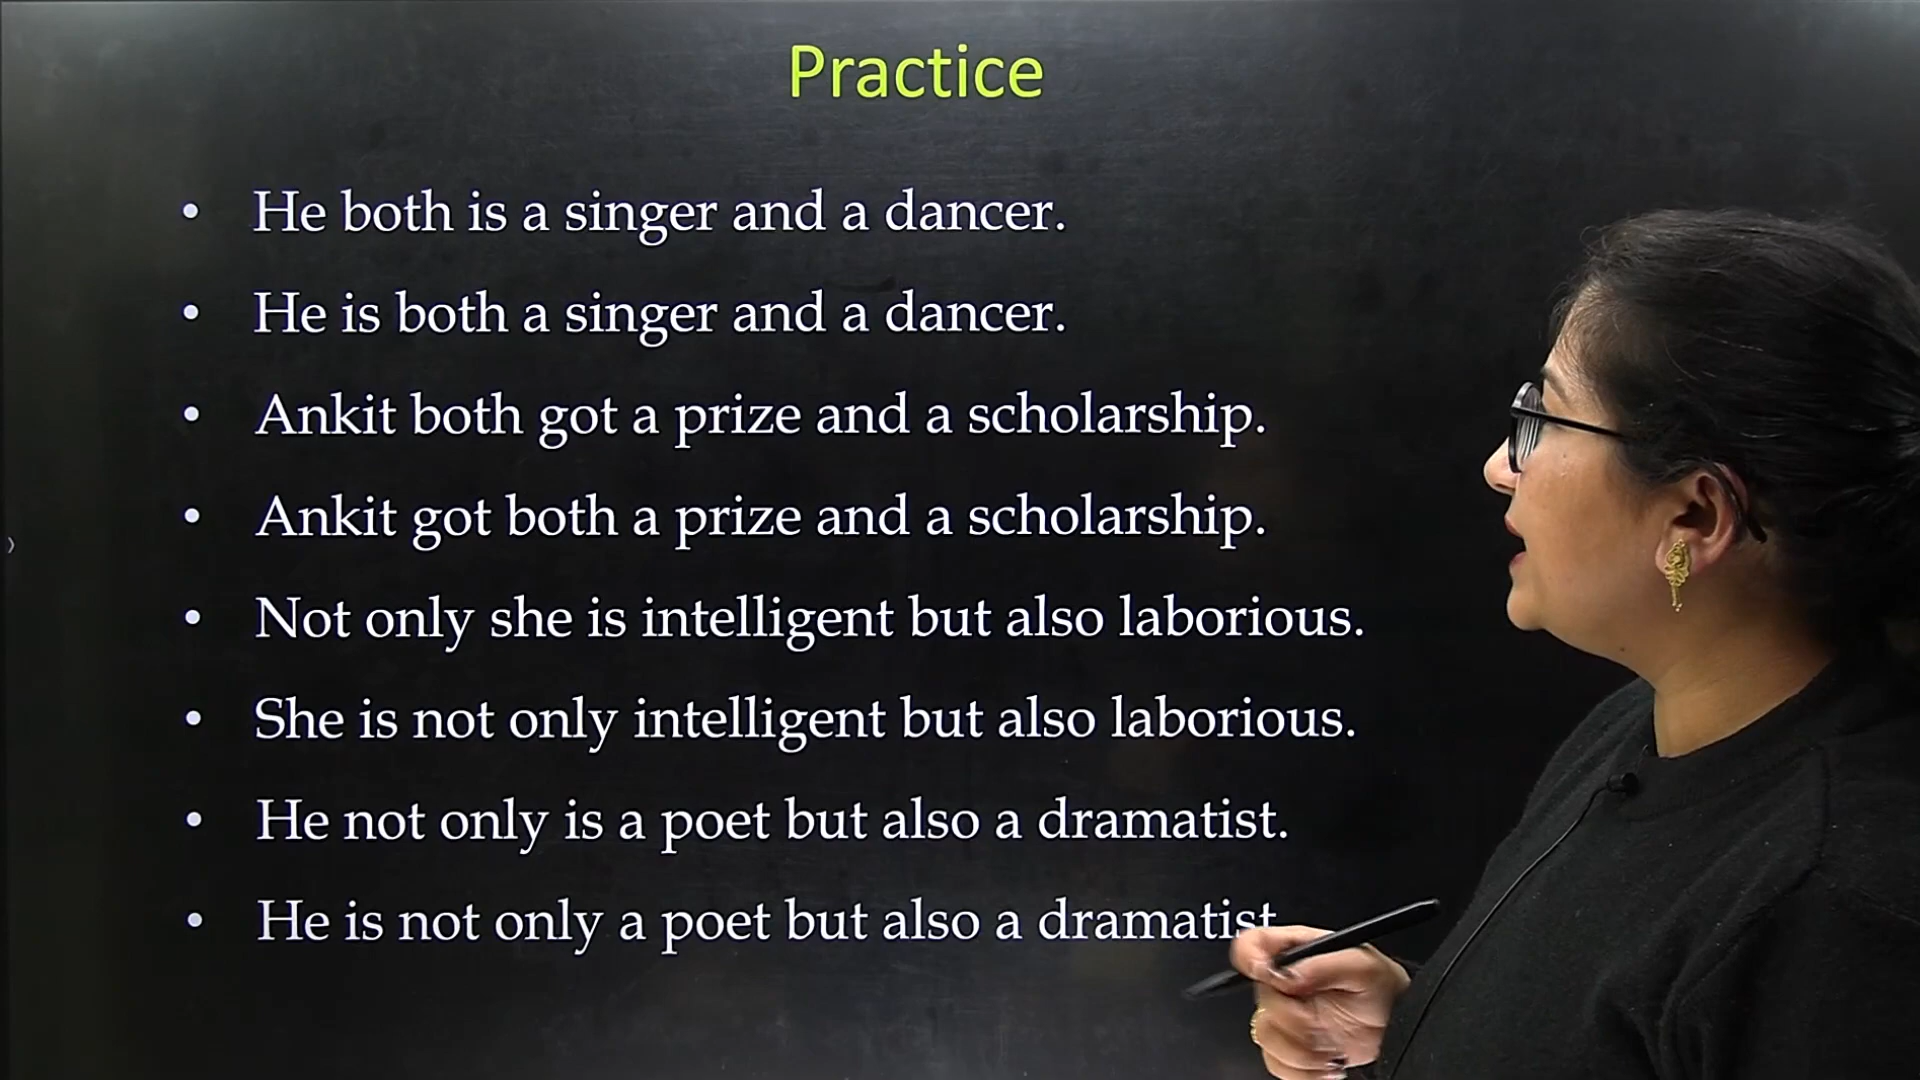 Practice
• He both is a singer and a dancer.
• He is both a singer and a dancer.
• Ankit both got a prize and a scholarship.
• Ankit got both a prize and a scholarship.
• Not only she is intelligent but also laborious.
• She is not only intelligent but also laborious.
• He not only is a poet but also a dramatist.
• He is not only a poet but also a dramatist